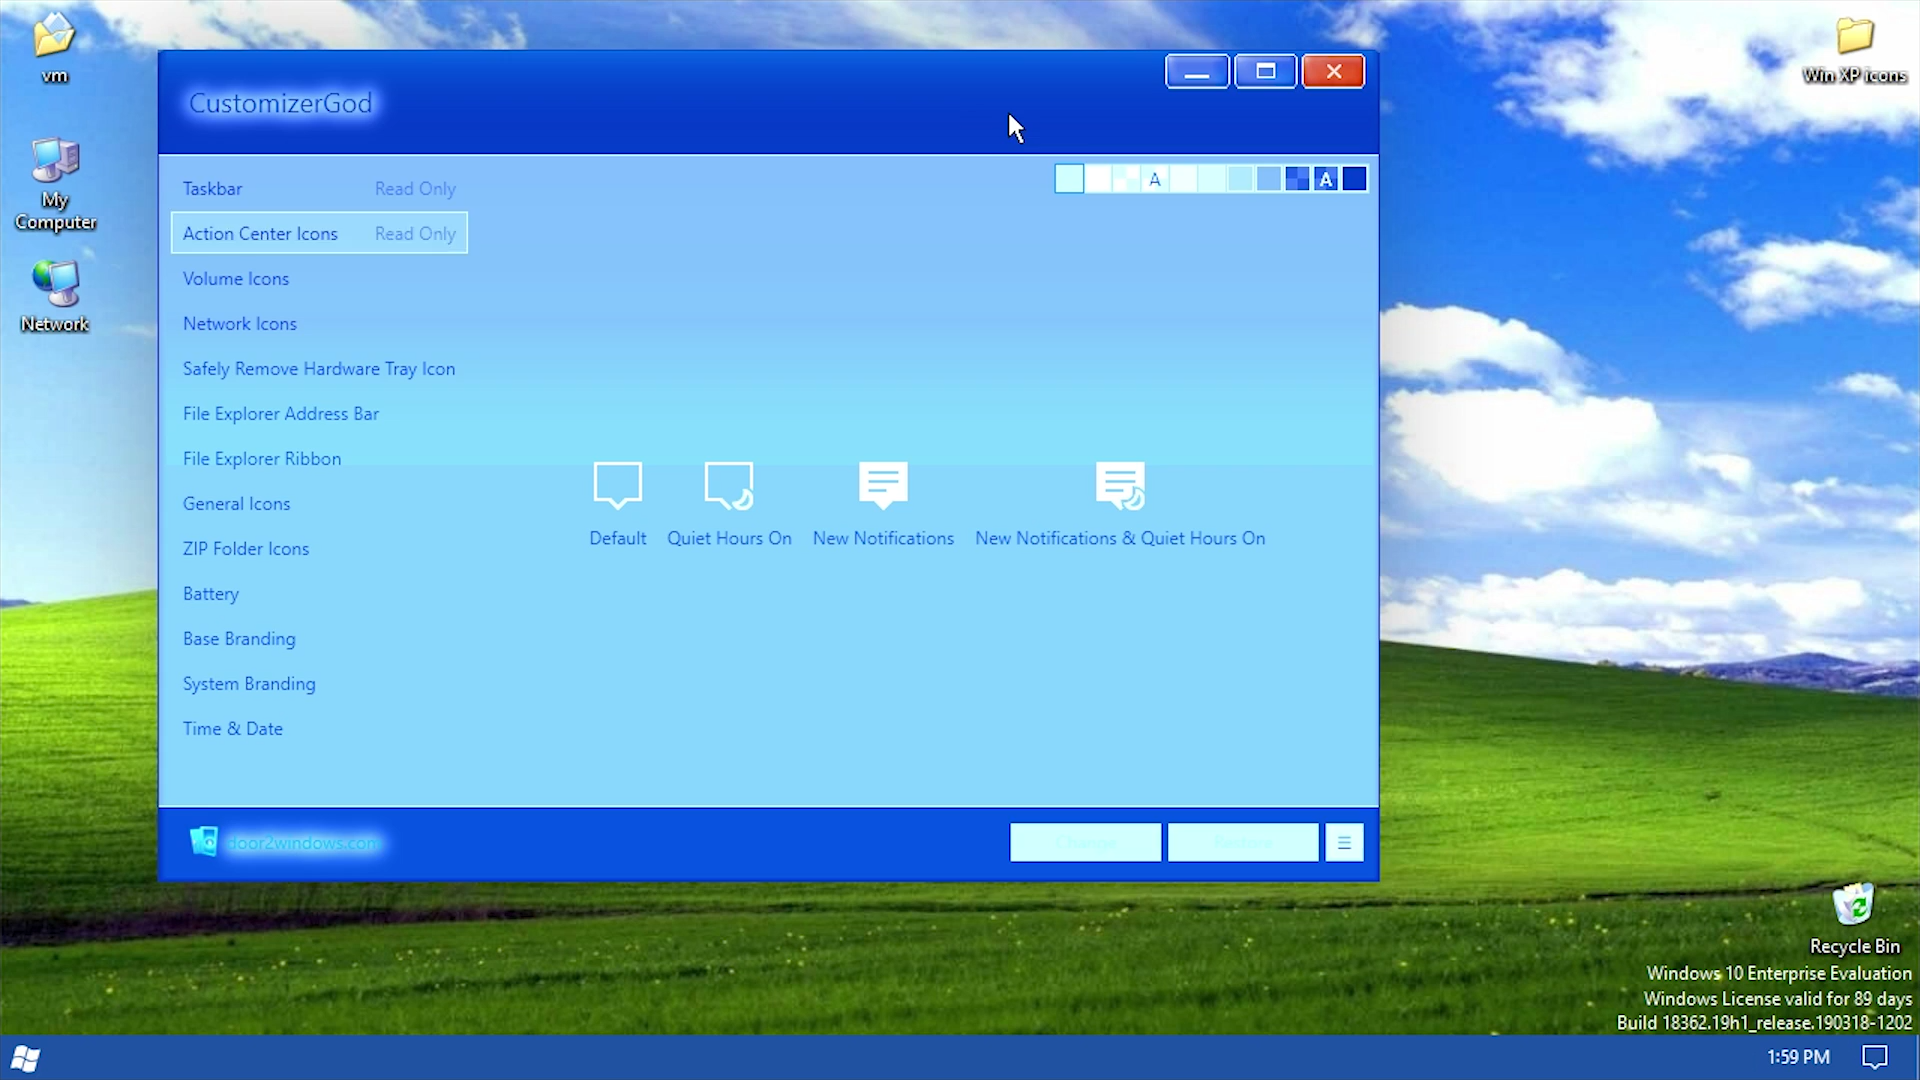 vm
My
Computer
Network
Win XP icons
CustomizerGod
A
A
Taskbar Read Only
Action Center Icons Read Only
Volume Icons
Network Icons
Safely Remove Hardware Tray Icon
File Explorer Address Bar
File Explorer Ribbon
General Icons
ZIP Folder Icons
Battery
Base Branding
System Branding
Time & Date
Default
Quiet Hours On
New Notifications
New Notifications & Quiet Hours On
door2windows.com
Recycle Bin
Windows 10 Enterprise Evaluation
Windows License valid for 89 days
Build 18362.19h1_release.190318-1202
1:59 PM